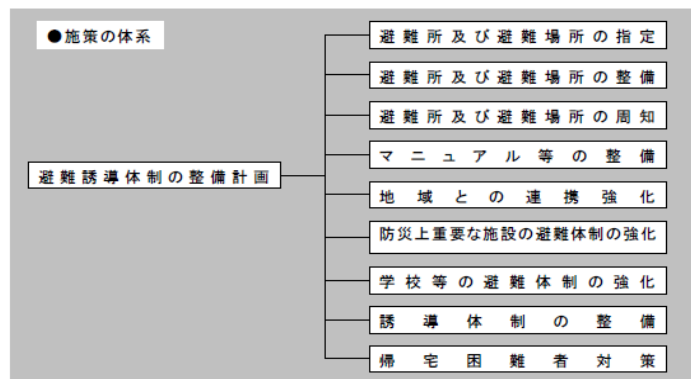 ●施策の体系
避難誘導体制の整備計画
避難所及び避難場所の指定
避難所及び避難場所の整備
避難所及び避難場所の周知
マニュアル等の整備
地域との連携強化
防災上重要な施設の避難体制の強化
学校等の避難体制の強化
誘導体制の整備
帰宅困難者対策